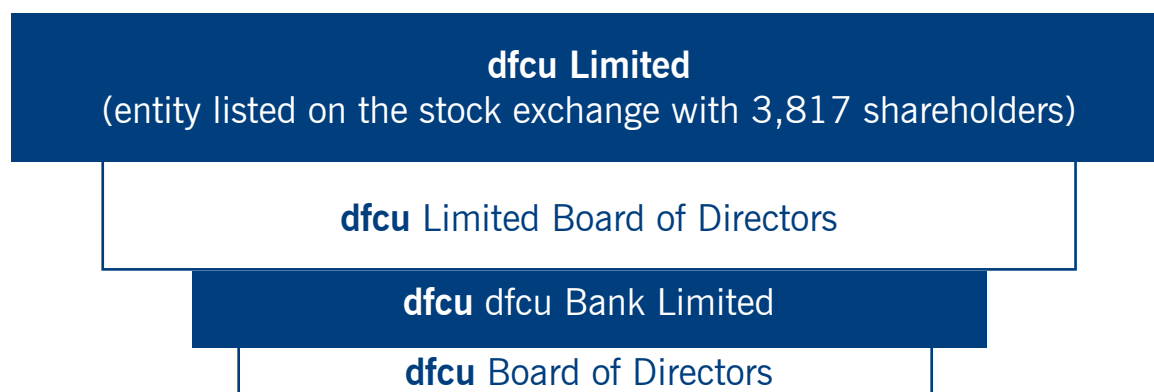 dfcu Limited
(entity listed on the stock exchange with 3,817 shareholders)
dfcu Limited Board of Directors
dfcu dfcu Bank Limited
dfcu Board of Directors